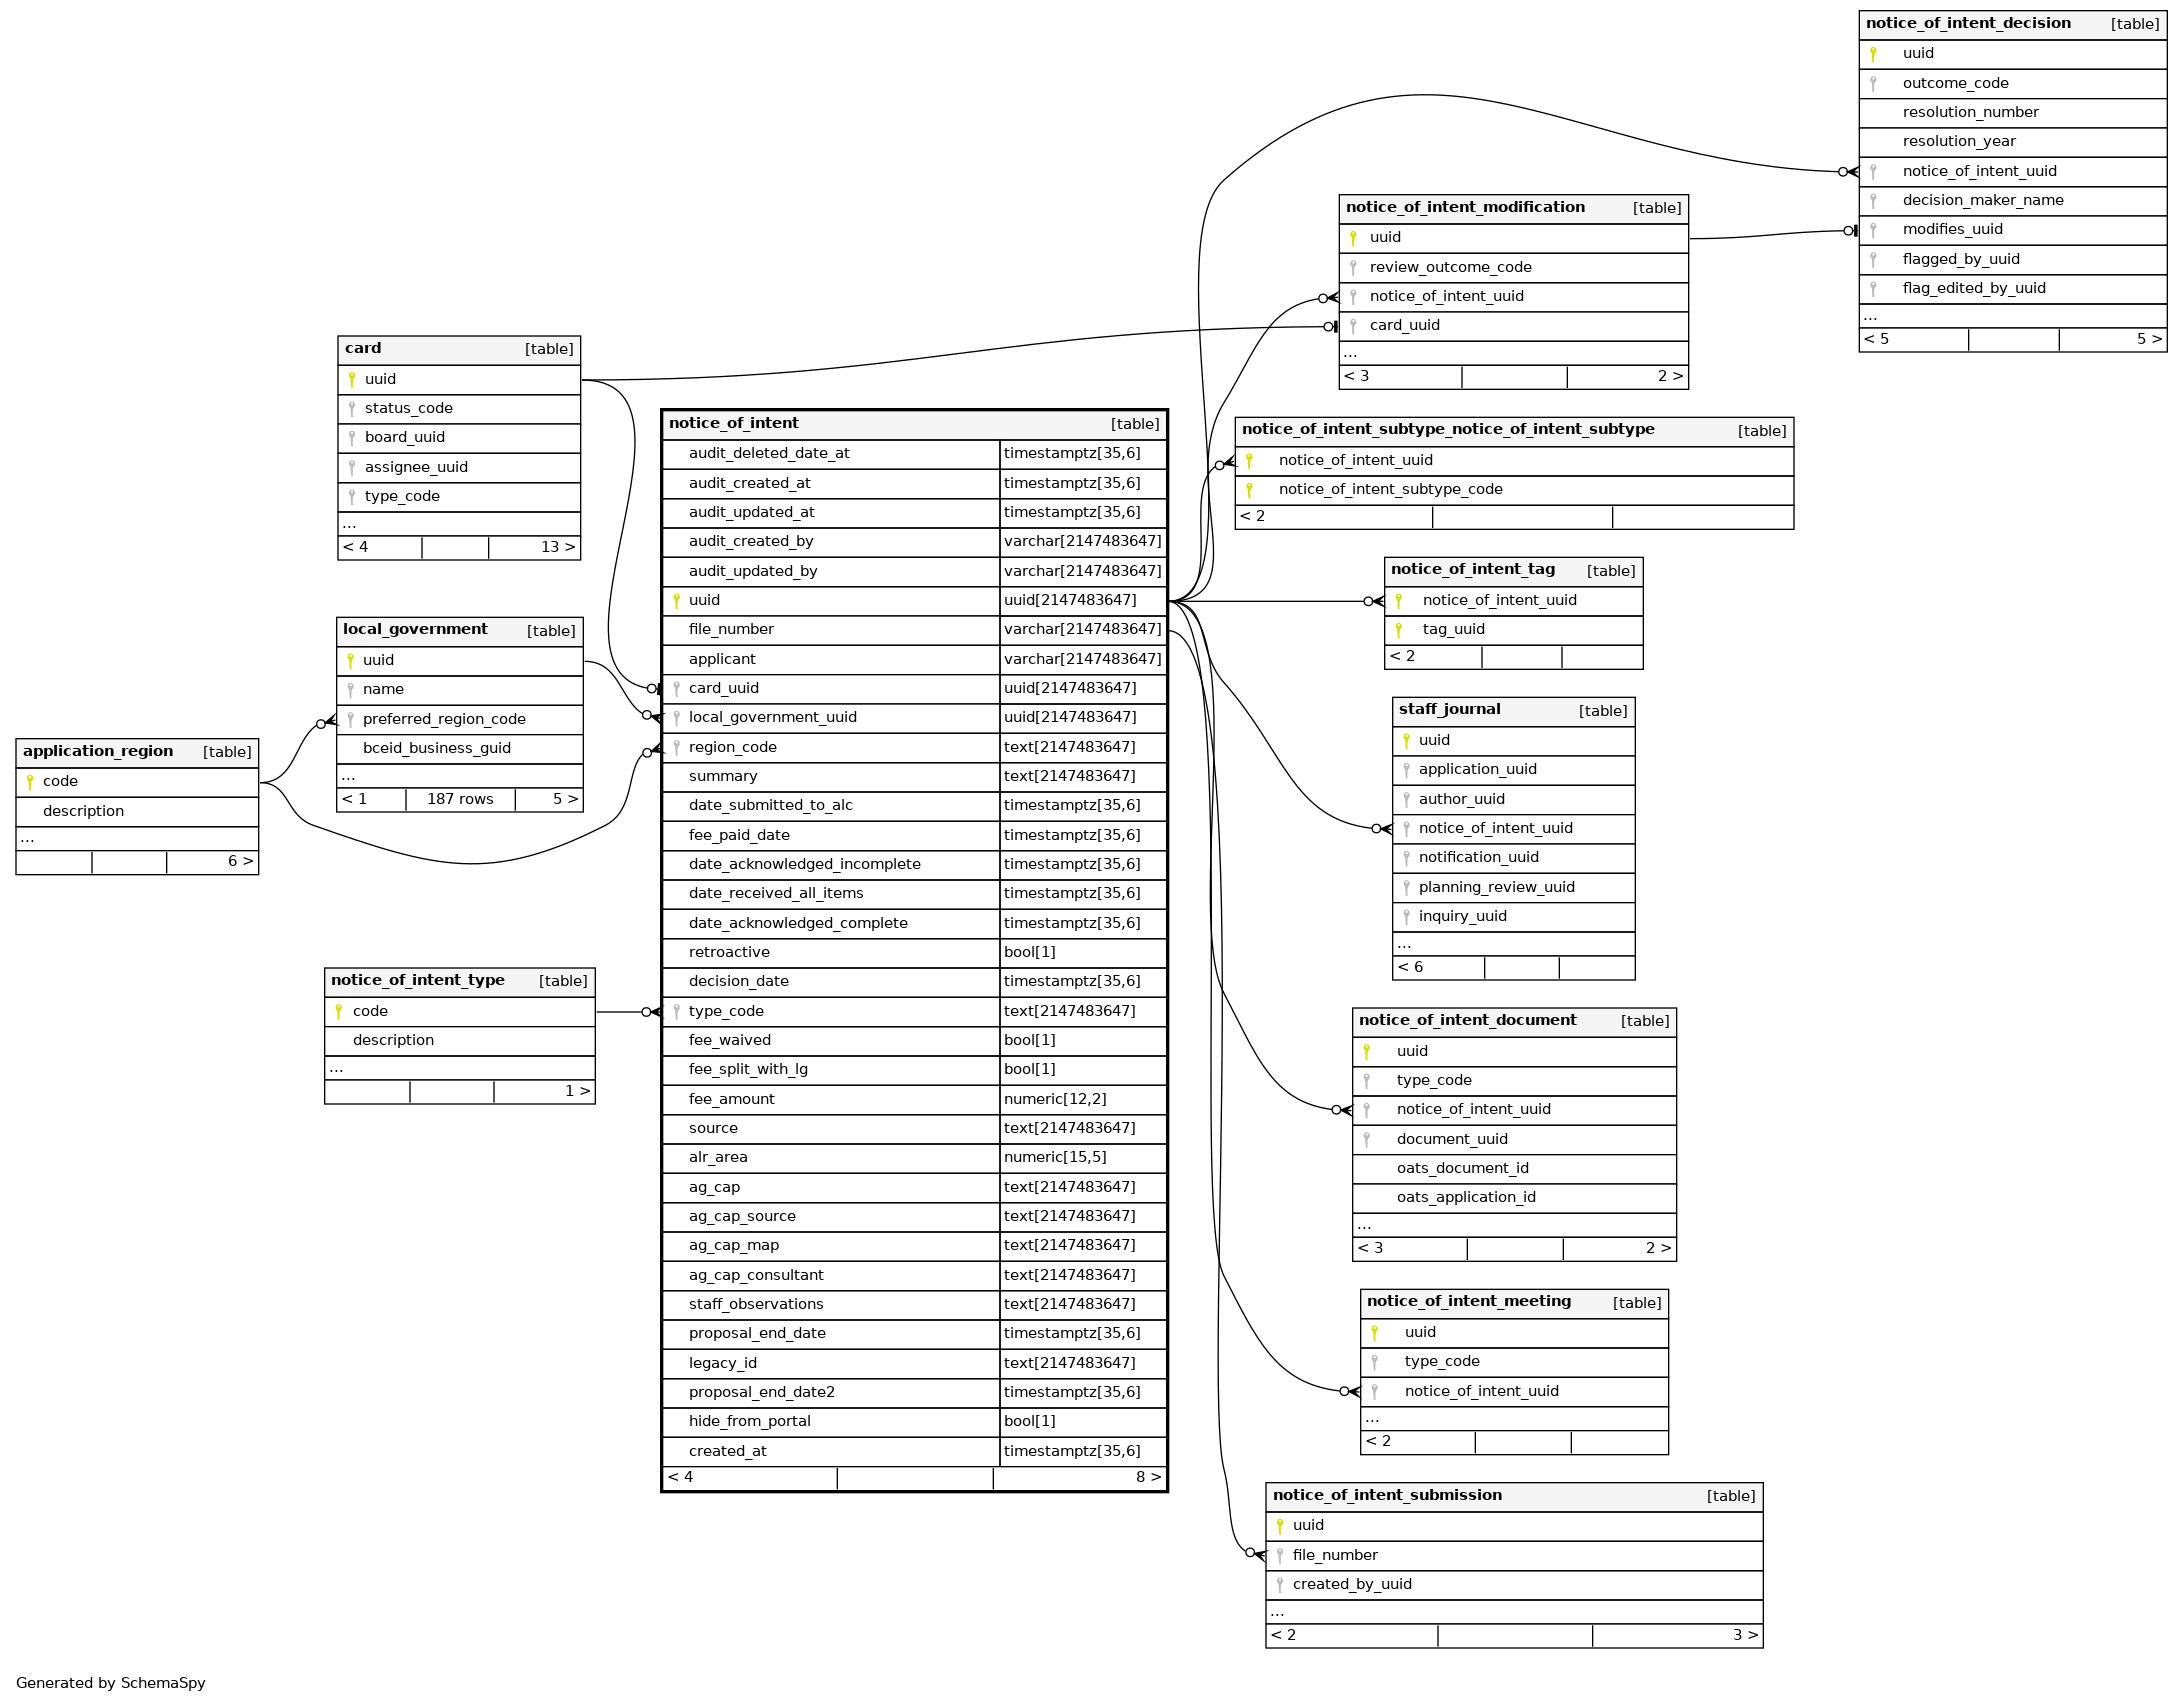 notice_of_intent_decision [table]
uuid
outcome_code
resolution_number
resolution_year
notice_of_intent_uuid
decision_maker_name
modifies_uuid
flagged_by_uuid
flag_edited_by_uuid
...
< 5 5 >
notice_of_intent_modification [table]
uuid
review_outcome_code
notice_of_intent_uuid
card_uuid
...
< 3 2 >
card [table]
uuid
status_code
board_uuid
assignee_uuid
type_code
...
< 4 13 >
local_government [table]
uuid
name
preferred_region_code
bceid_business_guid
...
< 1 187 rows 5 >
application_region [table]
code
description
...
6 >
notice_of_intent_type [table]
code
description
...
1 >
notice_of_intent [table]
audit_deleted_date_at timestamptz[35,6]
audit_created_at timestamptz[35,6]
audit_updated_at timestamptz[35,6]
audit_created_by varchar[2147483647]
audit_updated_by varchar[2147483647]
uuid uuid[2147483647]
file_number varchar[2147483647]
applicant varchar[2147483647]
card_uuid uuid[2147483647]
local_government_uuid uuid[2147483647]
region_code text[2147483647]
summary text[2147483647]
date_submitted_to_alc timestamptz[35,6]
fee_paid_date timestamptz[35,6]
date_acknowledged_incomplete timestamptz[35,6]
date_received_all_items timestamptz[35,6]
date_acknowledged_complete timestamptz[35,6]
retroactive bool[1]
decision_date timestamptz[35,6]
type_code text[2147483647]
fee_waived bool[1]
fee_split_with_lg bool[1]
fee_amount numeric[12,2]
source text[2147483647]
alr_area numeric[15,5]
ag_cap text[2147483647]
ag_cap_source text[2147483647]
ag_cap_map text[2147483647]
ag_cap_consultant text[2147483647]
staff_observations text[2147483647]
proposal_end_date timestamptz[35,6]
legacy_id text[2147483647]
proposal_end_date2 timestamptz[35,6]
hide_from_portal bool[1]
created_at timestamptz[35,6]
< 4 8 >
notice_of_intent_subtype_notice_of_intent_subtype [table]
notice_of_intent_uuid
notice_of_intent_subtype_code
< 2
notice_of_intent_tag [table]
notice_of_intent_uuid
tag_uuid
< 2
staff_journal [table]
uuid
application_uuid
author_uuid
notice_of_intent_uuid
notification_uuid
planning_review_uuid
inquiry_uuid
...
< 6
notice_of_intent_document [table]
uuid
type_code
notice_of_intent_uuid
document_uuid
oats_document_id
oats_application_id
...
< 3 2 >
notice_of_intent_meeting [table]
uuid
type_code
notice_of_intent_uuid
...
< 2
notice_of_intent_submission [table]
uuid
file_number
created_by_uuid
...
< 2 3 >
Generated by SchemaSpy